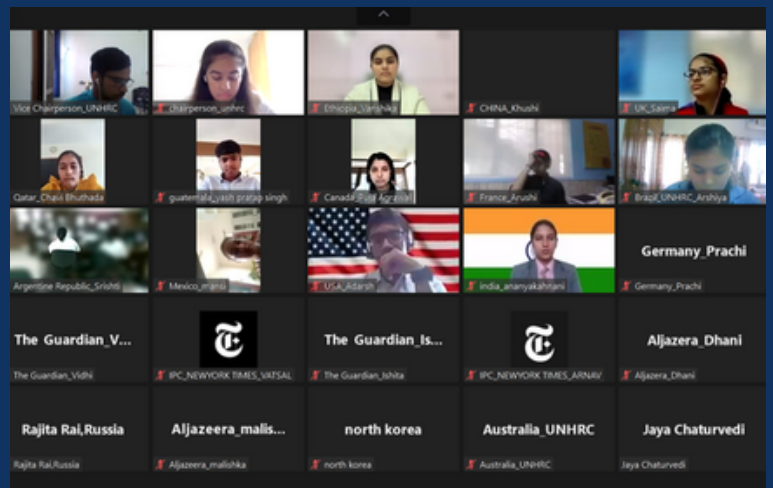 Vice Chairperson_UNHRC
chairperson_unhrc
Ethiopia_Vanshika
CHINA_Khushi
UK_Saima
Qatar_Chavi Bhuthada
guatemala_yash pratap singh
Canada_Putul Agrawal
France_Arushi
Brazil_UNHRC_Arshiya
Argentine Republic_Srishti
Mexico_mansi
USA_Adarsh
india_ananyakahnani
Germany_Prachi
Germany_Prachi
The Guardian_V...
The Guardian_Vidhi
IPC_NEWYORK TIMES_VATSAL
The Guardian_Is...
The Guardian_Ishita
IPC_NEWYORK TIMES_ARNAV
Aljazera_Dhani
Aljazera_Dhani
Rajita Rai,Russia
Rajita Rai,Russia
Aljazeera_malis...
Aljazeera_malishka
north korea
north korea
Australia_UNHRC
Australia_UNHRC
Jaya Chaturvedi
Jaya Chaturvedi